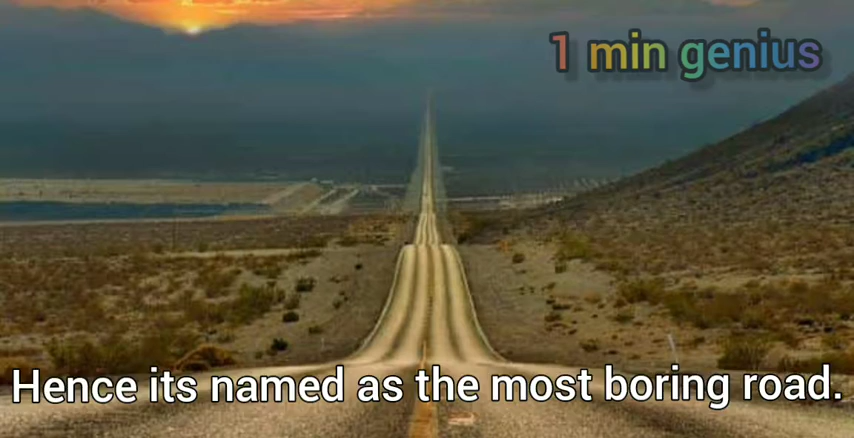 1 min genius
Hence its named as the most boring road.